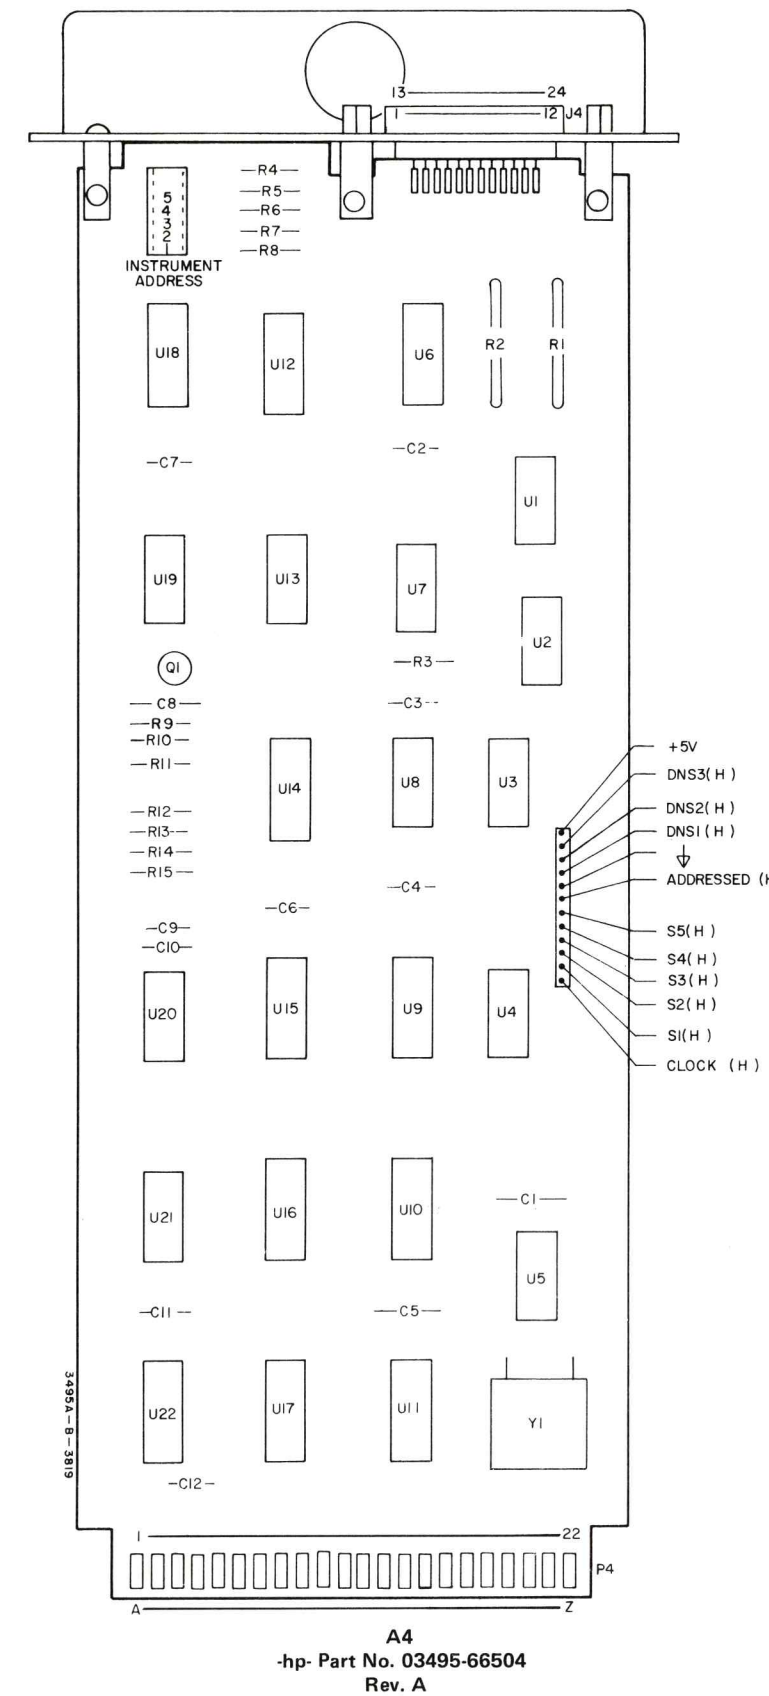 13 24
1 12 J4
R4
5 R5
4 R6
3
2 R7
1 R8
INSTRUMENT
ADDRESS
U18 U12 U6 R2 R1
C7 C2
U1
U19 U13 U7
U2
Q1 R3
C8 C3
R9
R10
R11
U14 U8 U3
R12
R13
R14
R15
+5V
DNS3(H)
DNS2(H)
DNS1(H)
ADDRESSED (H
S5(H)
S4(H)
S3(H)
S2(H)
S1(H)
CLOCK (H)
C4
C6
C9
C10
U20 U15 U9 U4
C1
U21 U16 U10
U5
C11 C5
3495A-B-3819
U22 U17 U11 Y1
C12
1 22
P4
A Z
A4
-hp- Part No. 03495-66504
Rev. A